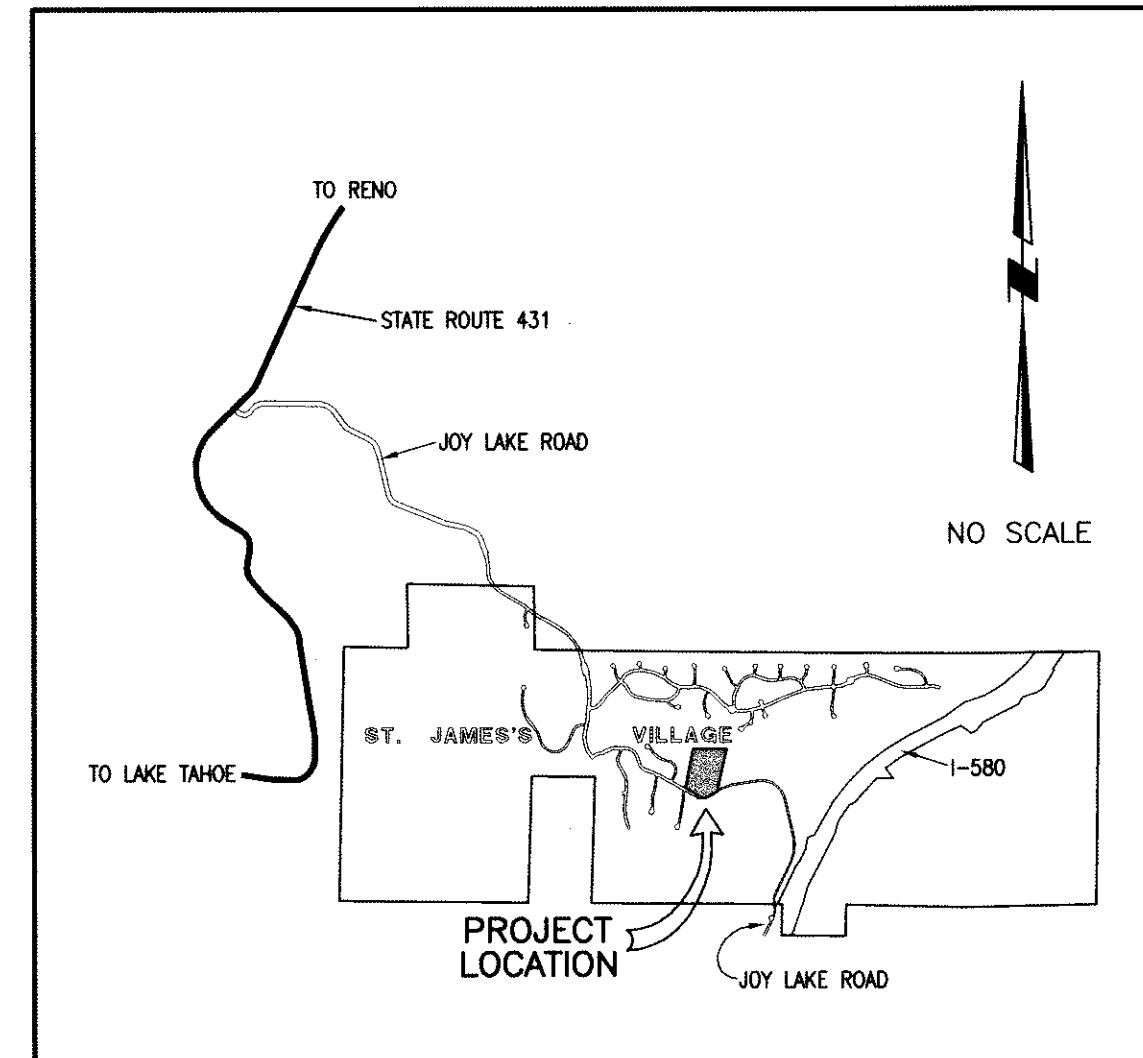 TO RENO
STATE ROUTE 431
JOY LAKE ROAD
N
NO SCALE
ST. JAMES'S VILLAGE
TO LAKE TAHOE
I-580
PROJECT
LOCATION
JOY LAKE ROAD